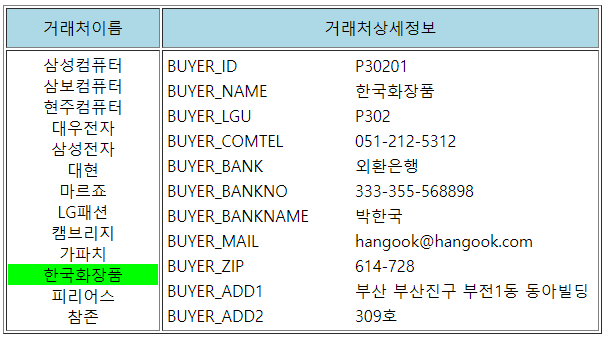 거래처이름
거래처상세정보
삼성컴퓨터
삼보컴퓨터
현주컴퓨터
대우전자
삼성전자
대현
마르죠
LG패션
캠브리지
가파치
한국화장품
피리어스
참존
BUYER_ID P30201
BUYER_NAME 한국화장품
BUYER_LGU P302
BUYER_COMTEL 051-212-5312
BUYER_BANK 외환은행
BUYER_BANKNO 333-355-568898
BUYER_BANKNAME 박한국
BUYER_MAIL hangook@hangook.com
BUYER_ZIP 614-728
BUYER_ADD1 부산 부산진구 부전1동 동아빌딩
BUYER_ADD2 309호